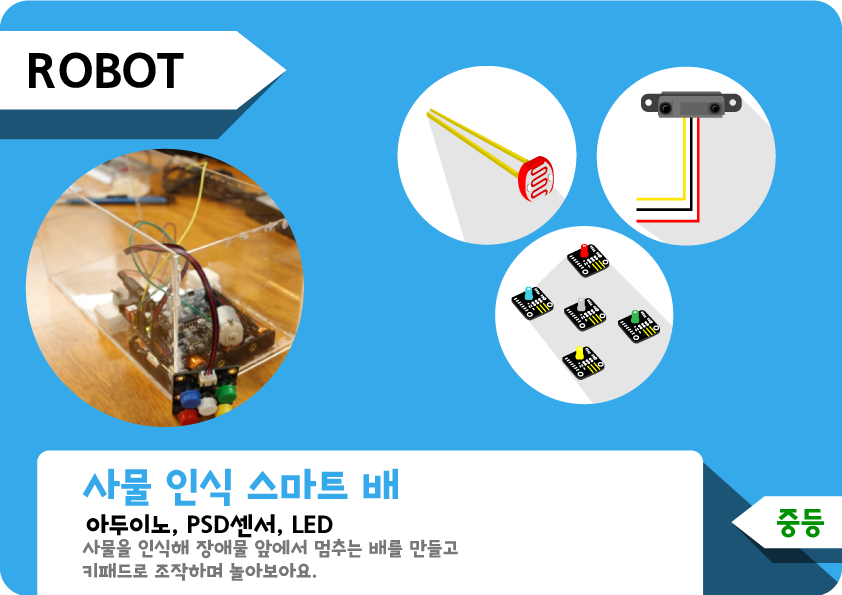 ROBOT
사물 인식 스마트 배
아두이노, PSD센서, LED
사물을 인식해 장애물 앞에서 멈추는 배를 만들고
키패드로 조작하며 놀아보아요.
중등